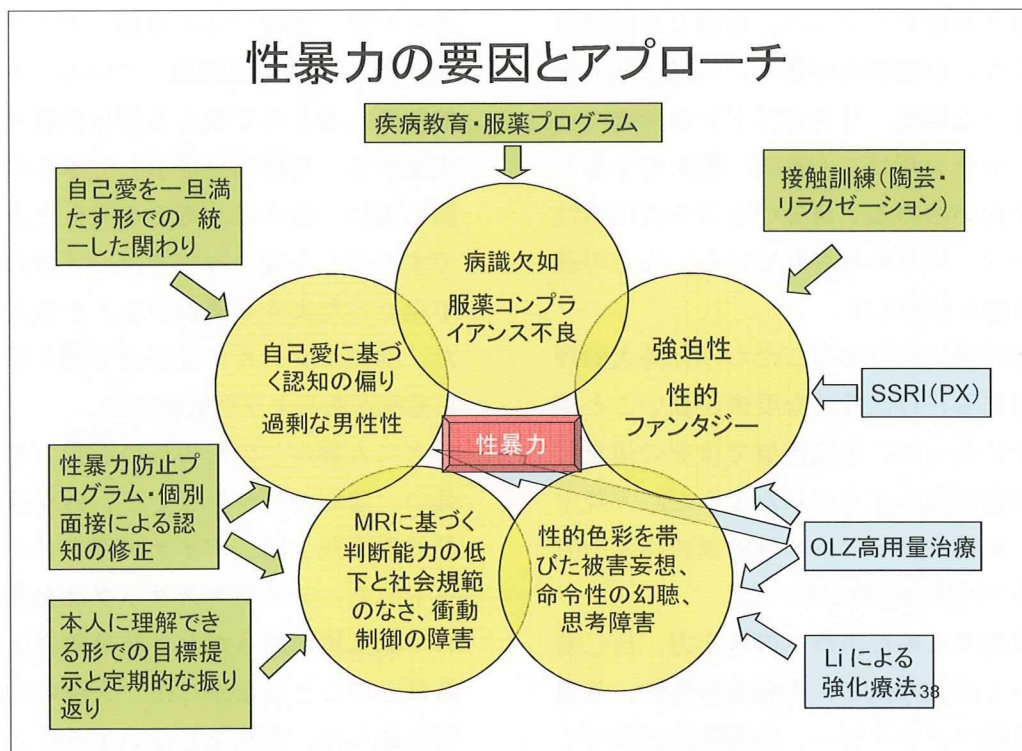 性暴力の要因とアプローチ
疾病教育・服薬プログラム
自己愛を一旦満
たす形での 統
一した関わり
接触訓練(陶芸・
リラクゼーション)
病識欠如
服薬コンプラ
イアンス不良
自己愛に基づ
く認知の偏り
過剰な男性性
強迫性
性的
ファンタジー
SSRI(PX)
性暴力
性暴力防止プ
ログラム・個別
面接による認
知の修正
MRに基づく
判断能力の低
下と社会規範
のなさ、衝動
制御の障害
性的色彩を帯
びた被害妄想、
命令性の幻聴、
思考障害
OLZ高用量治療
本人に理解でき
る形での目標提
示と定期的な振り
返り
Liによる
強化療法
38